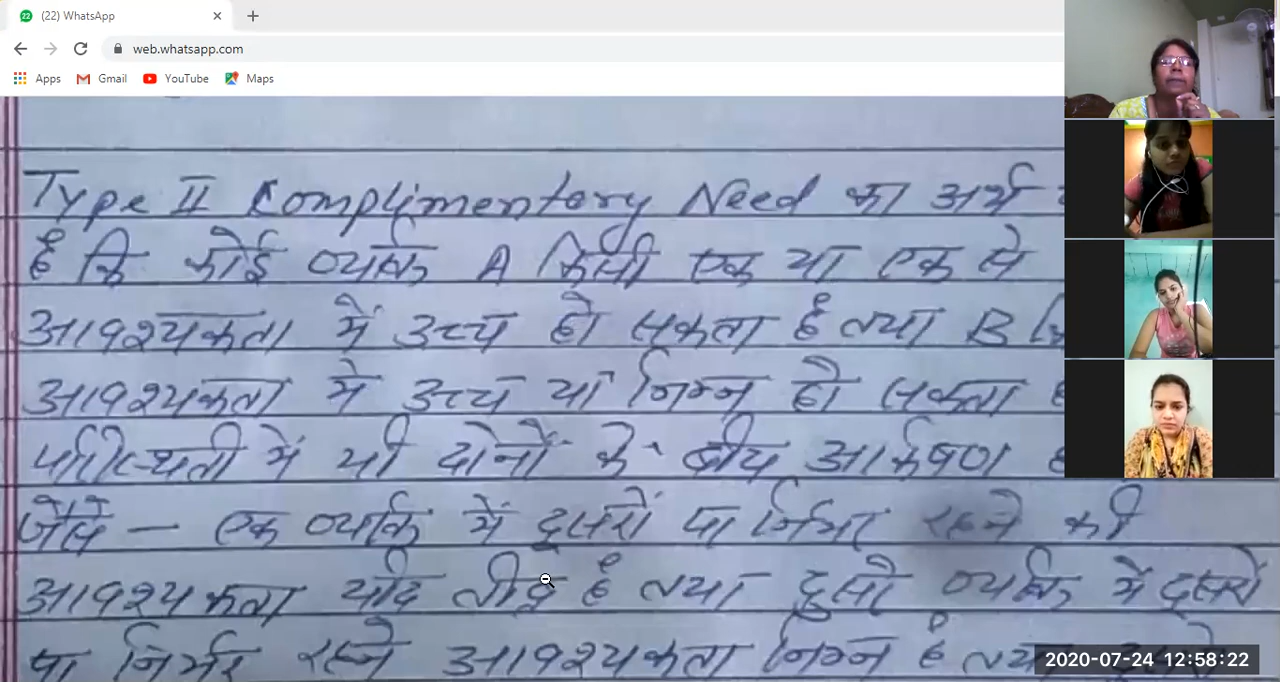 (22) WhatsApp
web.whatsapp.com
Apps Gmail YouTube Maps
Type II Complimentory Need का अर्थ
है कि कोई व्यक्ति A किसी एक या एक से
आवश्यकता में उच्च हो सकता है तथा B
आवश्यकता में उच्च या निम्न हो सकता
परिस्थिती में भी दोनों के बीच आकर्षण
जैसे — एक व्यक्ति में दूसरों पर निर्भर रहने की
आवश्यकता यदि तीव्र है तथा दूसरे व्यक्ति में दूसरों
पर निर्भर रहने आवश्यकता निम्न है
2020-07-24 12:58:22